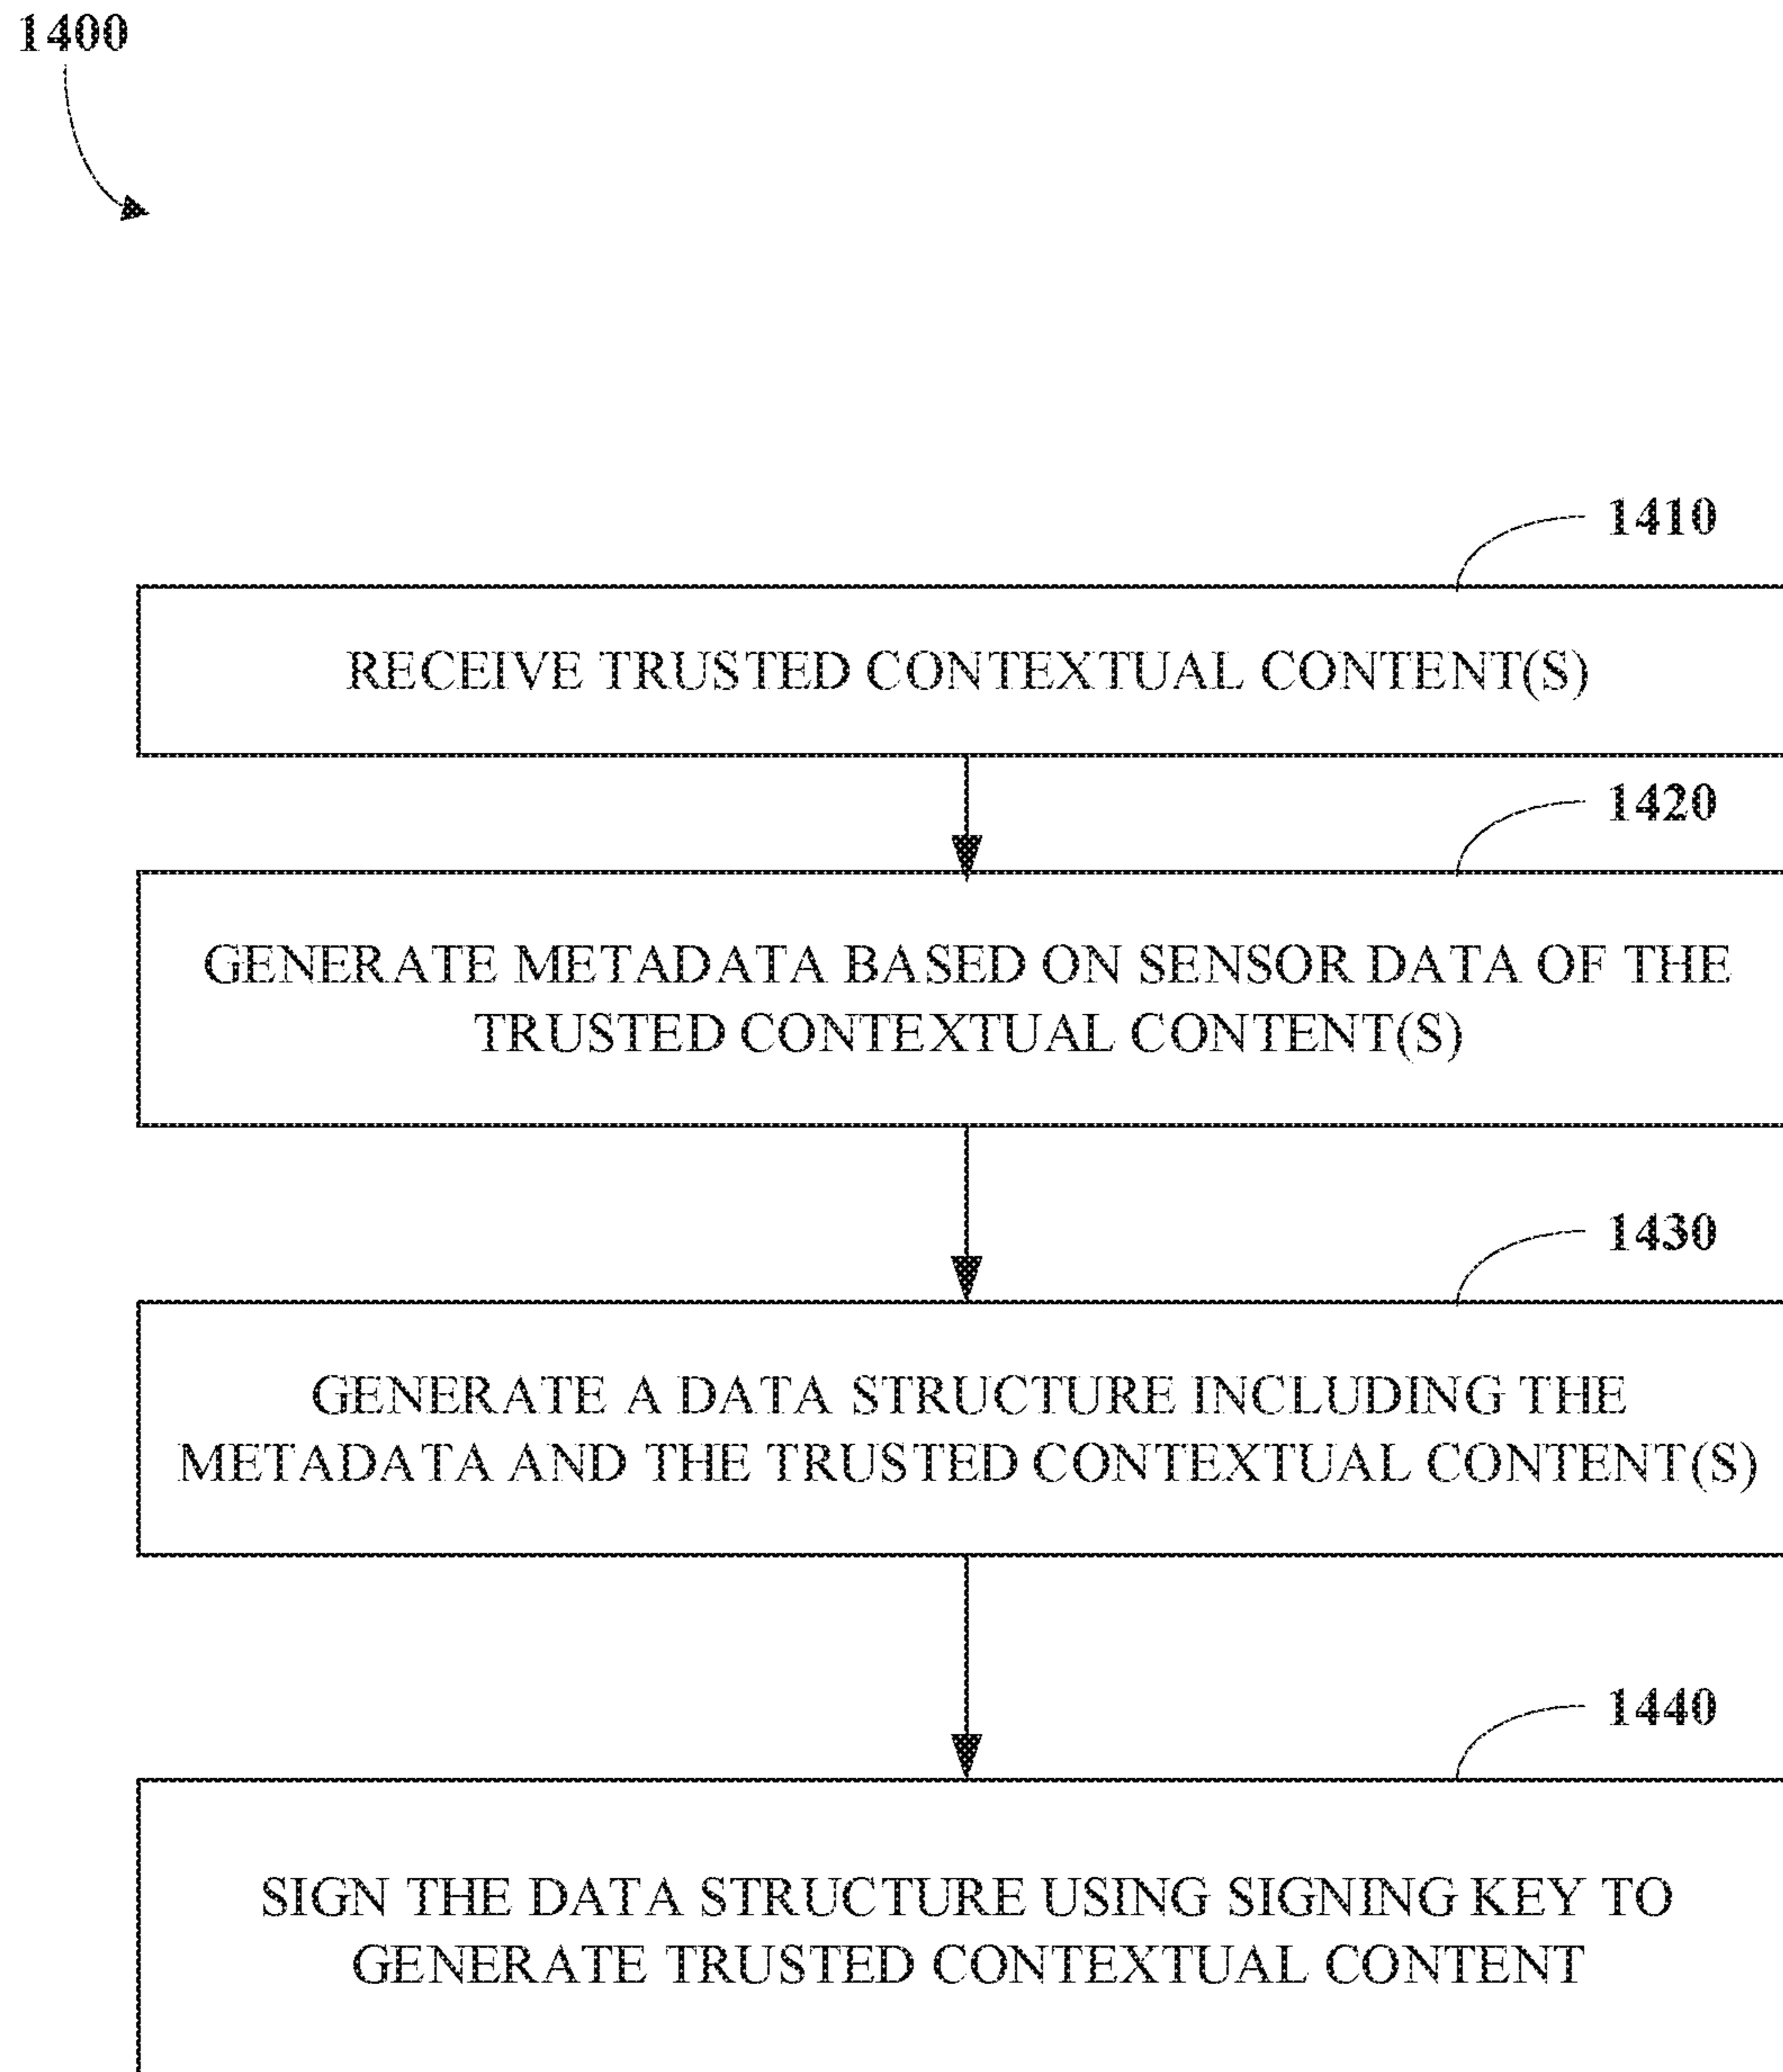 1400
1410
RECEIVE TRUSTED CONTEXTUAL CONTENT(S)
1420
GENERATE METADATA BASED ON SENSOR DATA OF THE
TRUSTED CONTEXTUAL CONTENT(S)
1430
GENERATE A DATA STRUCTURE INCLUDING THE
METADATA AND THE TRUSTED CONTEXTUAL CONTENT(S)
1440
SIGN THE DATA STRUCTURE USING SIGNING KEY TO
GENERATE TRUSTED CONTEXTUAL CONTENT